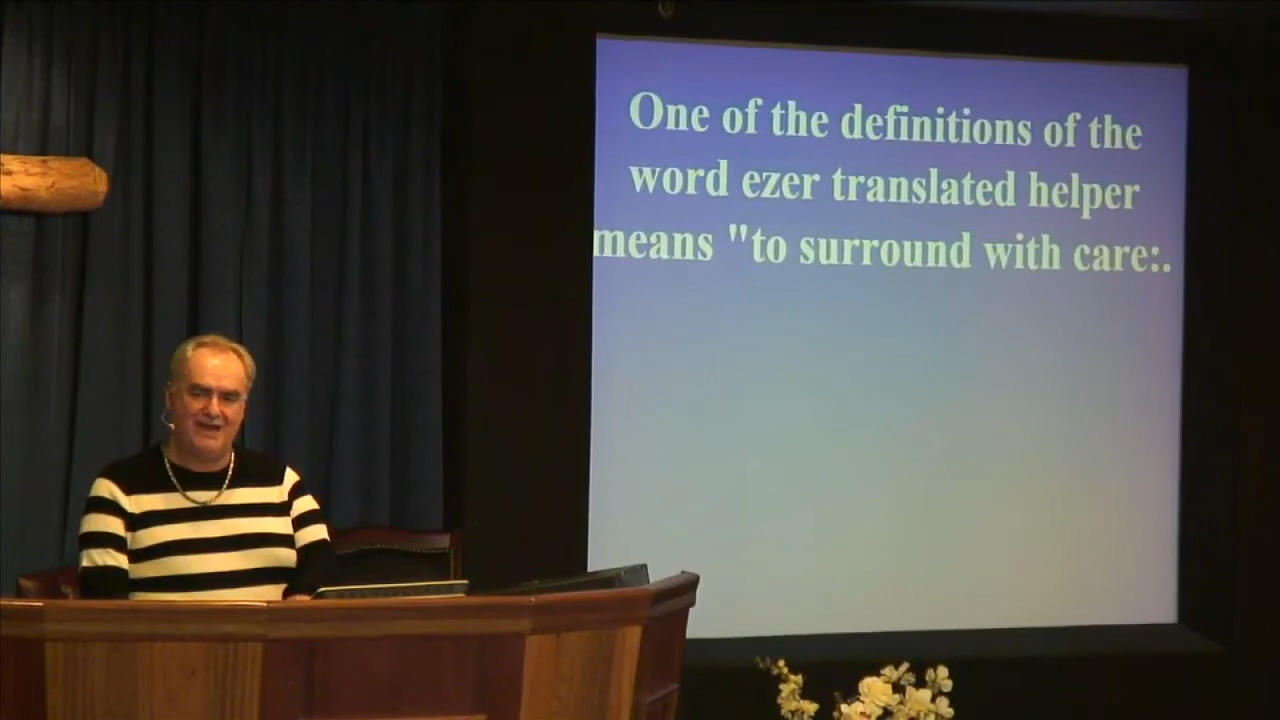 One of the definitions of the
word ezer translated helper
means "to surround with care:.